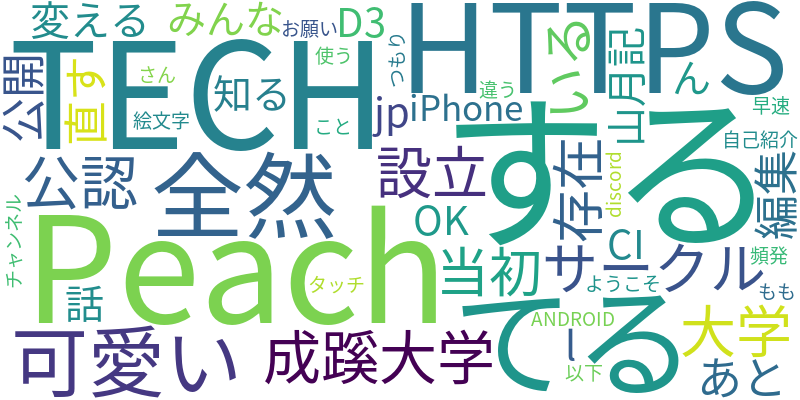 変える
みんな
お願い
D3
HTTPS
TECH
使う
つもり
いる
ん
さん
公開
直す
知る
絵文字
こと
jp
iPhone
違う
山月記
早速
する
自己紹介
公認
全然
設立
存在
discord
編集
チャンネル
Peach
OK
当初
サークル
CI
頻発
話
タッチ
てる
ようこそ
もも
ANDROID
可愛い
成蹊大学
し
以下
大学
あと